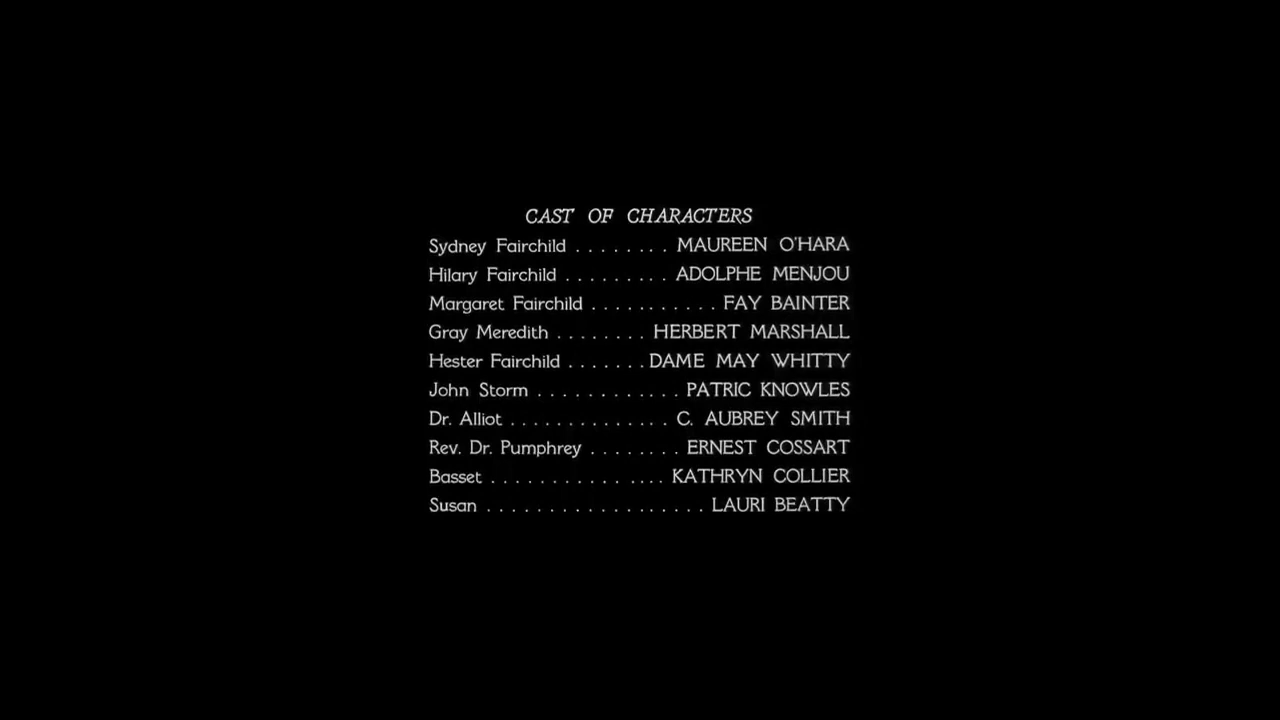 CAST OF CHARACTERS
Sydney Fairchild . . . . . . . . MAUREEN O'HARA
Hilary Fairchild . . . . . . . . . ADOLPHE MENJOU
Margaret Fairchild . . . . . . . . . . . FAY BAINTER
Gray Meredith . . . . . . . . HERBERT MARSHALL
Hester Fairchild . . . . . . . DAME MAY WHITTY
John Storm . . . . . . . . . . . . PATRIC KNOWLES
Dr. Alliot . . . . . . . . . . . . . . C. AUBREY SMITH
Rev. Dr. Pumphrey . . . . . . . . ERNEST COSSART
Basset . . . . . . . . . . . . . . . KATHRYN COLLIER
Susan . . . . . . . . . . . . . . . . . . . LAURI BEATTY